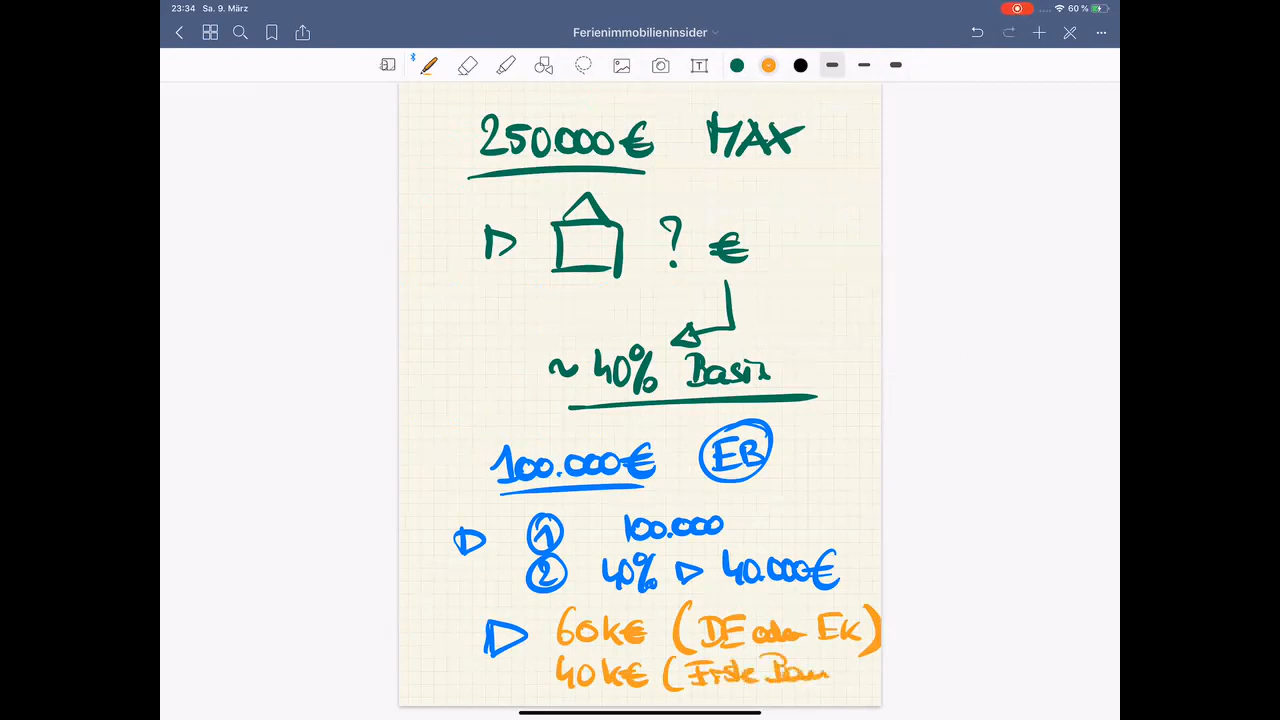 23:34 Sa. 9. März
60 %
Ferienimmobilieninsider
T
250.000 € MAX
? €
~ 40% Basis
100.000€ EB
1 100.000
2 40% 40.000€
60k€ (DE oder EK)
40k€ (